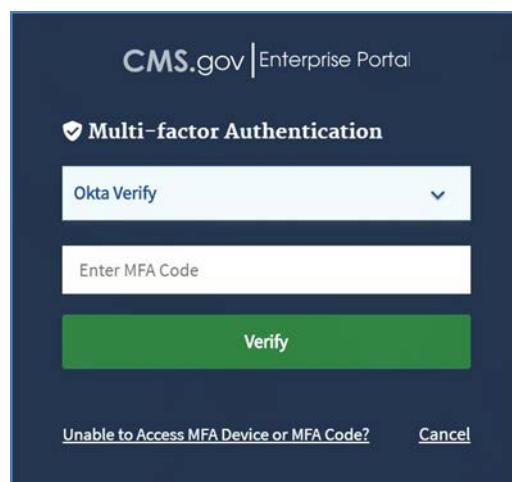 CMS.gov Enterprise Portal
Multi-factor Authentication
Okta Verify
Enter MFA Code
Verify
Unable to Access MFA Device or MFA Code? Cancel